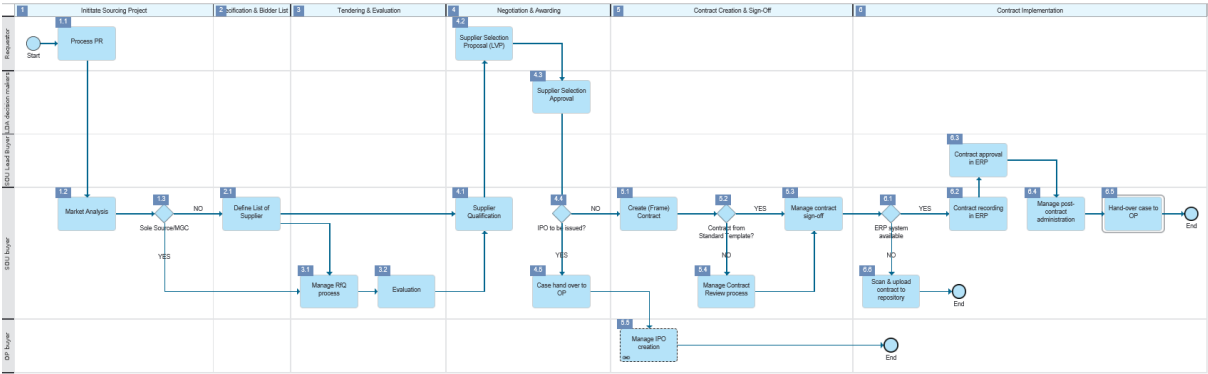 1 Inititate Sourcing Project
2 ecification & Bidder List
3 Tendering & Evaluation
4 Negotiation & Awarding
5 Contract Creation & Sign-Off
6 Contract Implementation
Requestor
LOA decision makers
SDU Lead Buyer
SDU buyer
OP buyer
Start
1.1
Process PR
4.2
Supplier Selection
Proposal (LVP)
4.3
Supplier Selection
Approval
6.3
Contract approval
in ERP
1.2
Market Analysis
1.3
Sole Source/MGC
NO
YES
2.1
Define List of
Supplier
3.1
Manage RfQ
process
3.2
Evaluation
4.1
Supplier
Qualification
4.4
IPO to be issued?
NO
YES
4.5
Case hand over to
OP
5.1
Create (Frame)
Contract
5.2
Contract from
Standard Template?
YES
NO
5.3
Manage contract
sign-off
5.4
Manage Contract
Review process
6.1
ERP system
available
YES
NO
6.2
Contract recording
in ERP
6.4
Manage post-
contract
administration
6.5
Hand-over case to
OP
End
6.6
Scan & upload
contract to
repository
End
5.5
Manage IPO
creation
End